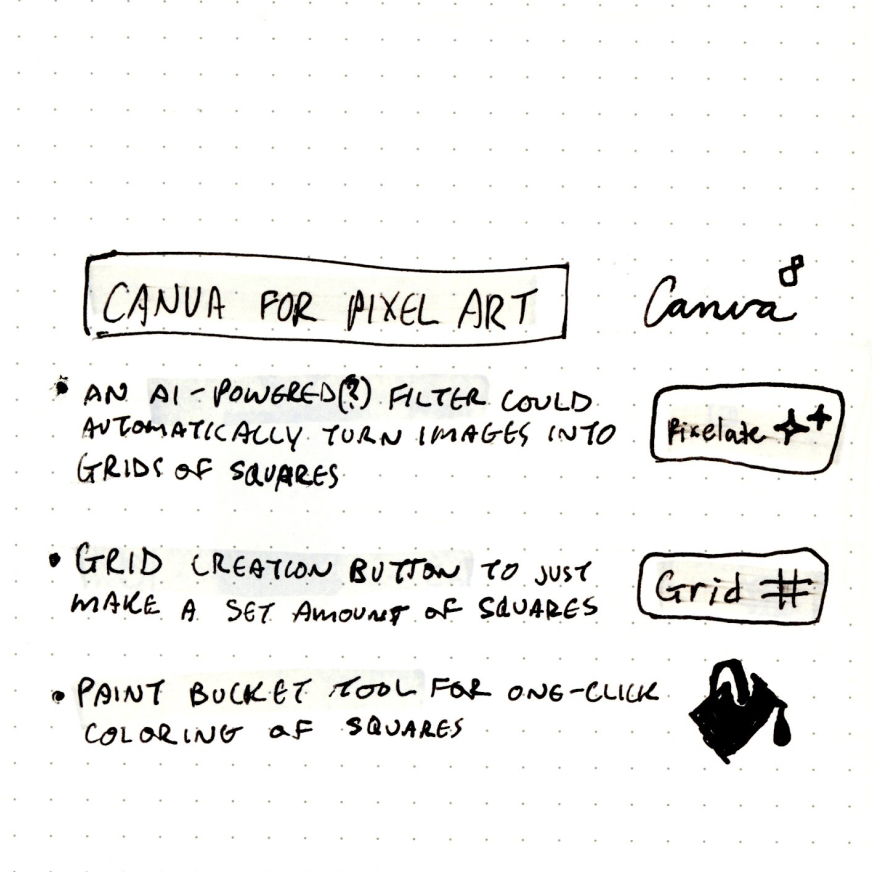 CANVA FOR PIXEL ART
Canva
• AN AI-POWERED(?) FILTER COULD
AUTOMATICALLY TURN IMAGES INTO
GRIDS OF SQUARES
Pixelate
• GRID CREATION BUTTON TO JUST
MAKE A SET AMOUNT OF SQUARES
Grid #
• PAINT BUCKET TOOL FOR ONE-CLICK
COLORING OF SQUARES